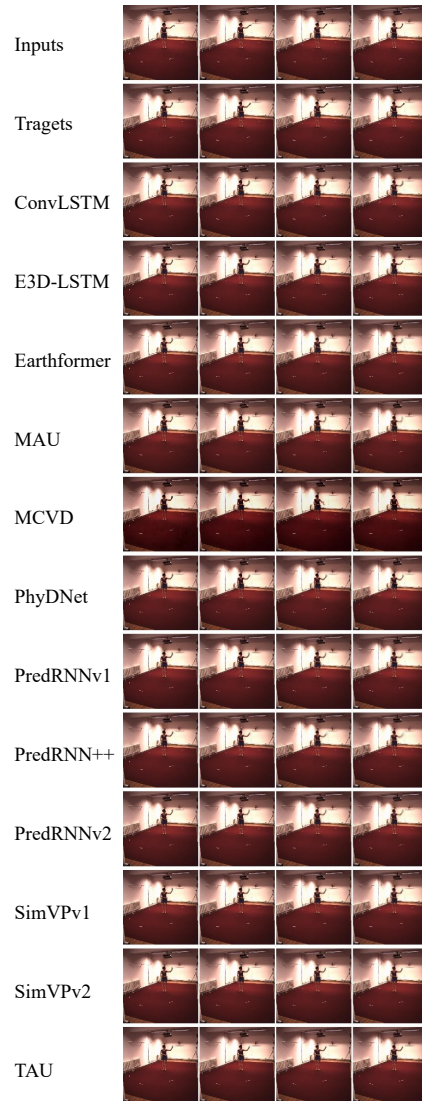 Inputs
Tragets
ConvLSTM
E3D-LSTM
Earthformer
MAU
MCVD
PhyDNet
PredRNNv1
PredRNN++
PredRNNv2
SimVPv1
SimVPv2
TAU